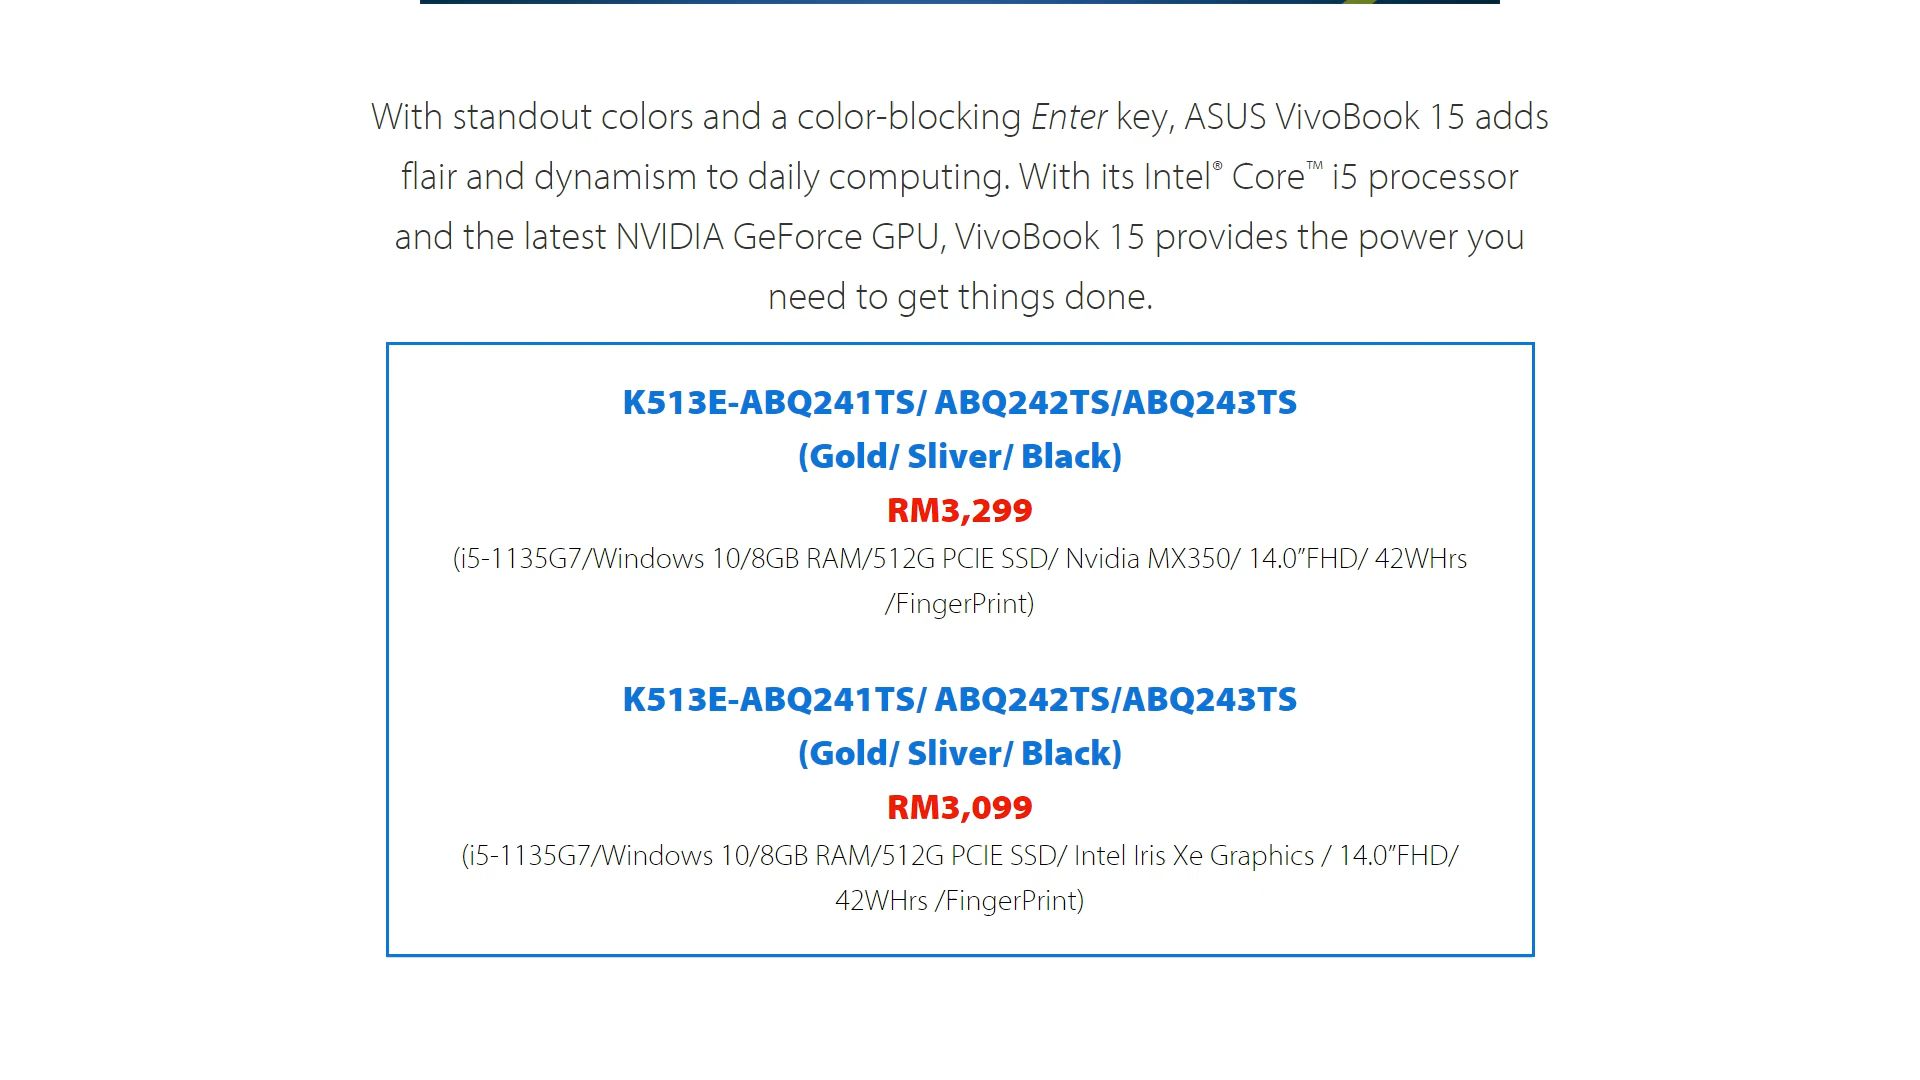 With standout colors and a color-blocking Enter key, ASUS VivoBook 15 adds
flair and dynamism to daily computing. With its Intel® Core™ i5 processor
and the latest NVIDIA GeForce GPU, VivoBook 15 provides the power you
need to get things done.
K513E-ABQ241TS/ ABQ242TS/ABQ243TS
(Gold/ Sliver/ Black)
RM3,299
(i5-1135G7/Windows 10/8GB RAM/512G PCIE SSD/ Nvidia MX350/ 14.0”FHD/ 42WHrs
/FingerPrint)
K513E-ABQ241TS/ ABQ242TS/ABQ243TS
(Gold/ Sliver/ Black)
RM3,099
(i5-1135G7/Windows 10/8GB RAM/512G PCIE SSD/ Intel Iris Xe Graphics / 14.0”FHD/
42WHrs /FingerPrint)